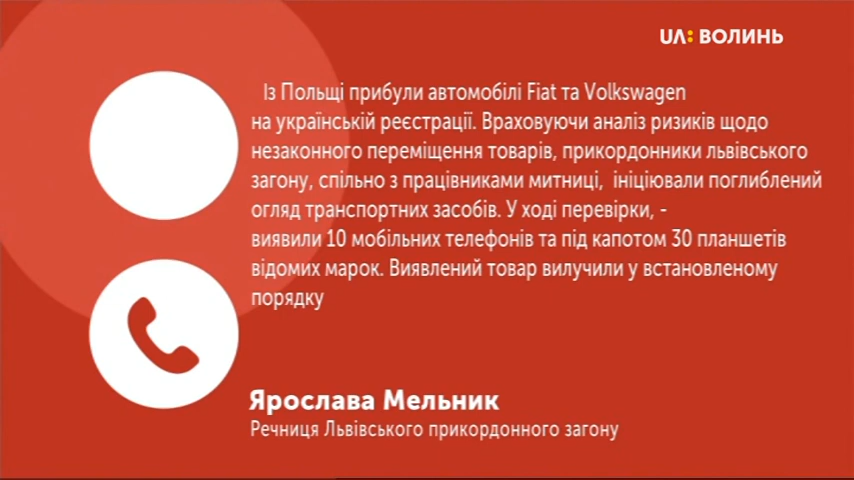 UA: ВОЛИНЬ
Із Польщі прибули автомобілі Fiat та Volkswagen
на українській реєстрації. Враховуючи аналіз ризиків щодо
незаконного переміщення товарів, прикордонники львівського
загону, спільно з працівниками митниці, ініціювали поглиблений
огляд транспортних засобів. У ході перевірки, -
виявили 10 мобільних телефонів та під капотом 30 планшетів
відомих марок. Виявлений товар вилучили у встановленому
порядку
Ярослава Мельник
Речниця Львівського прикордонного загону